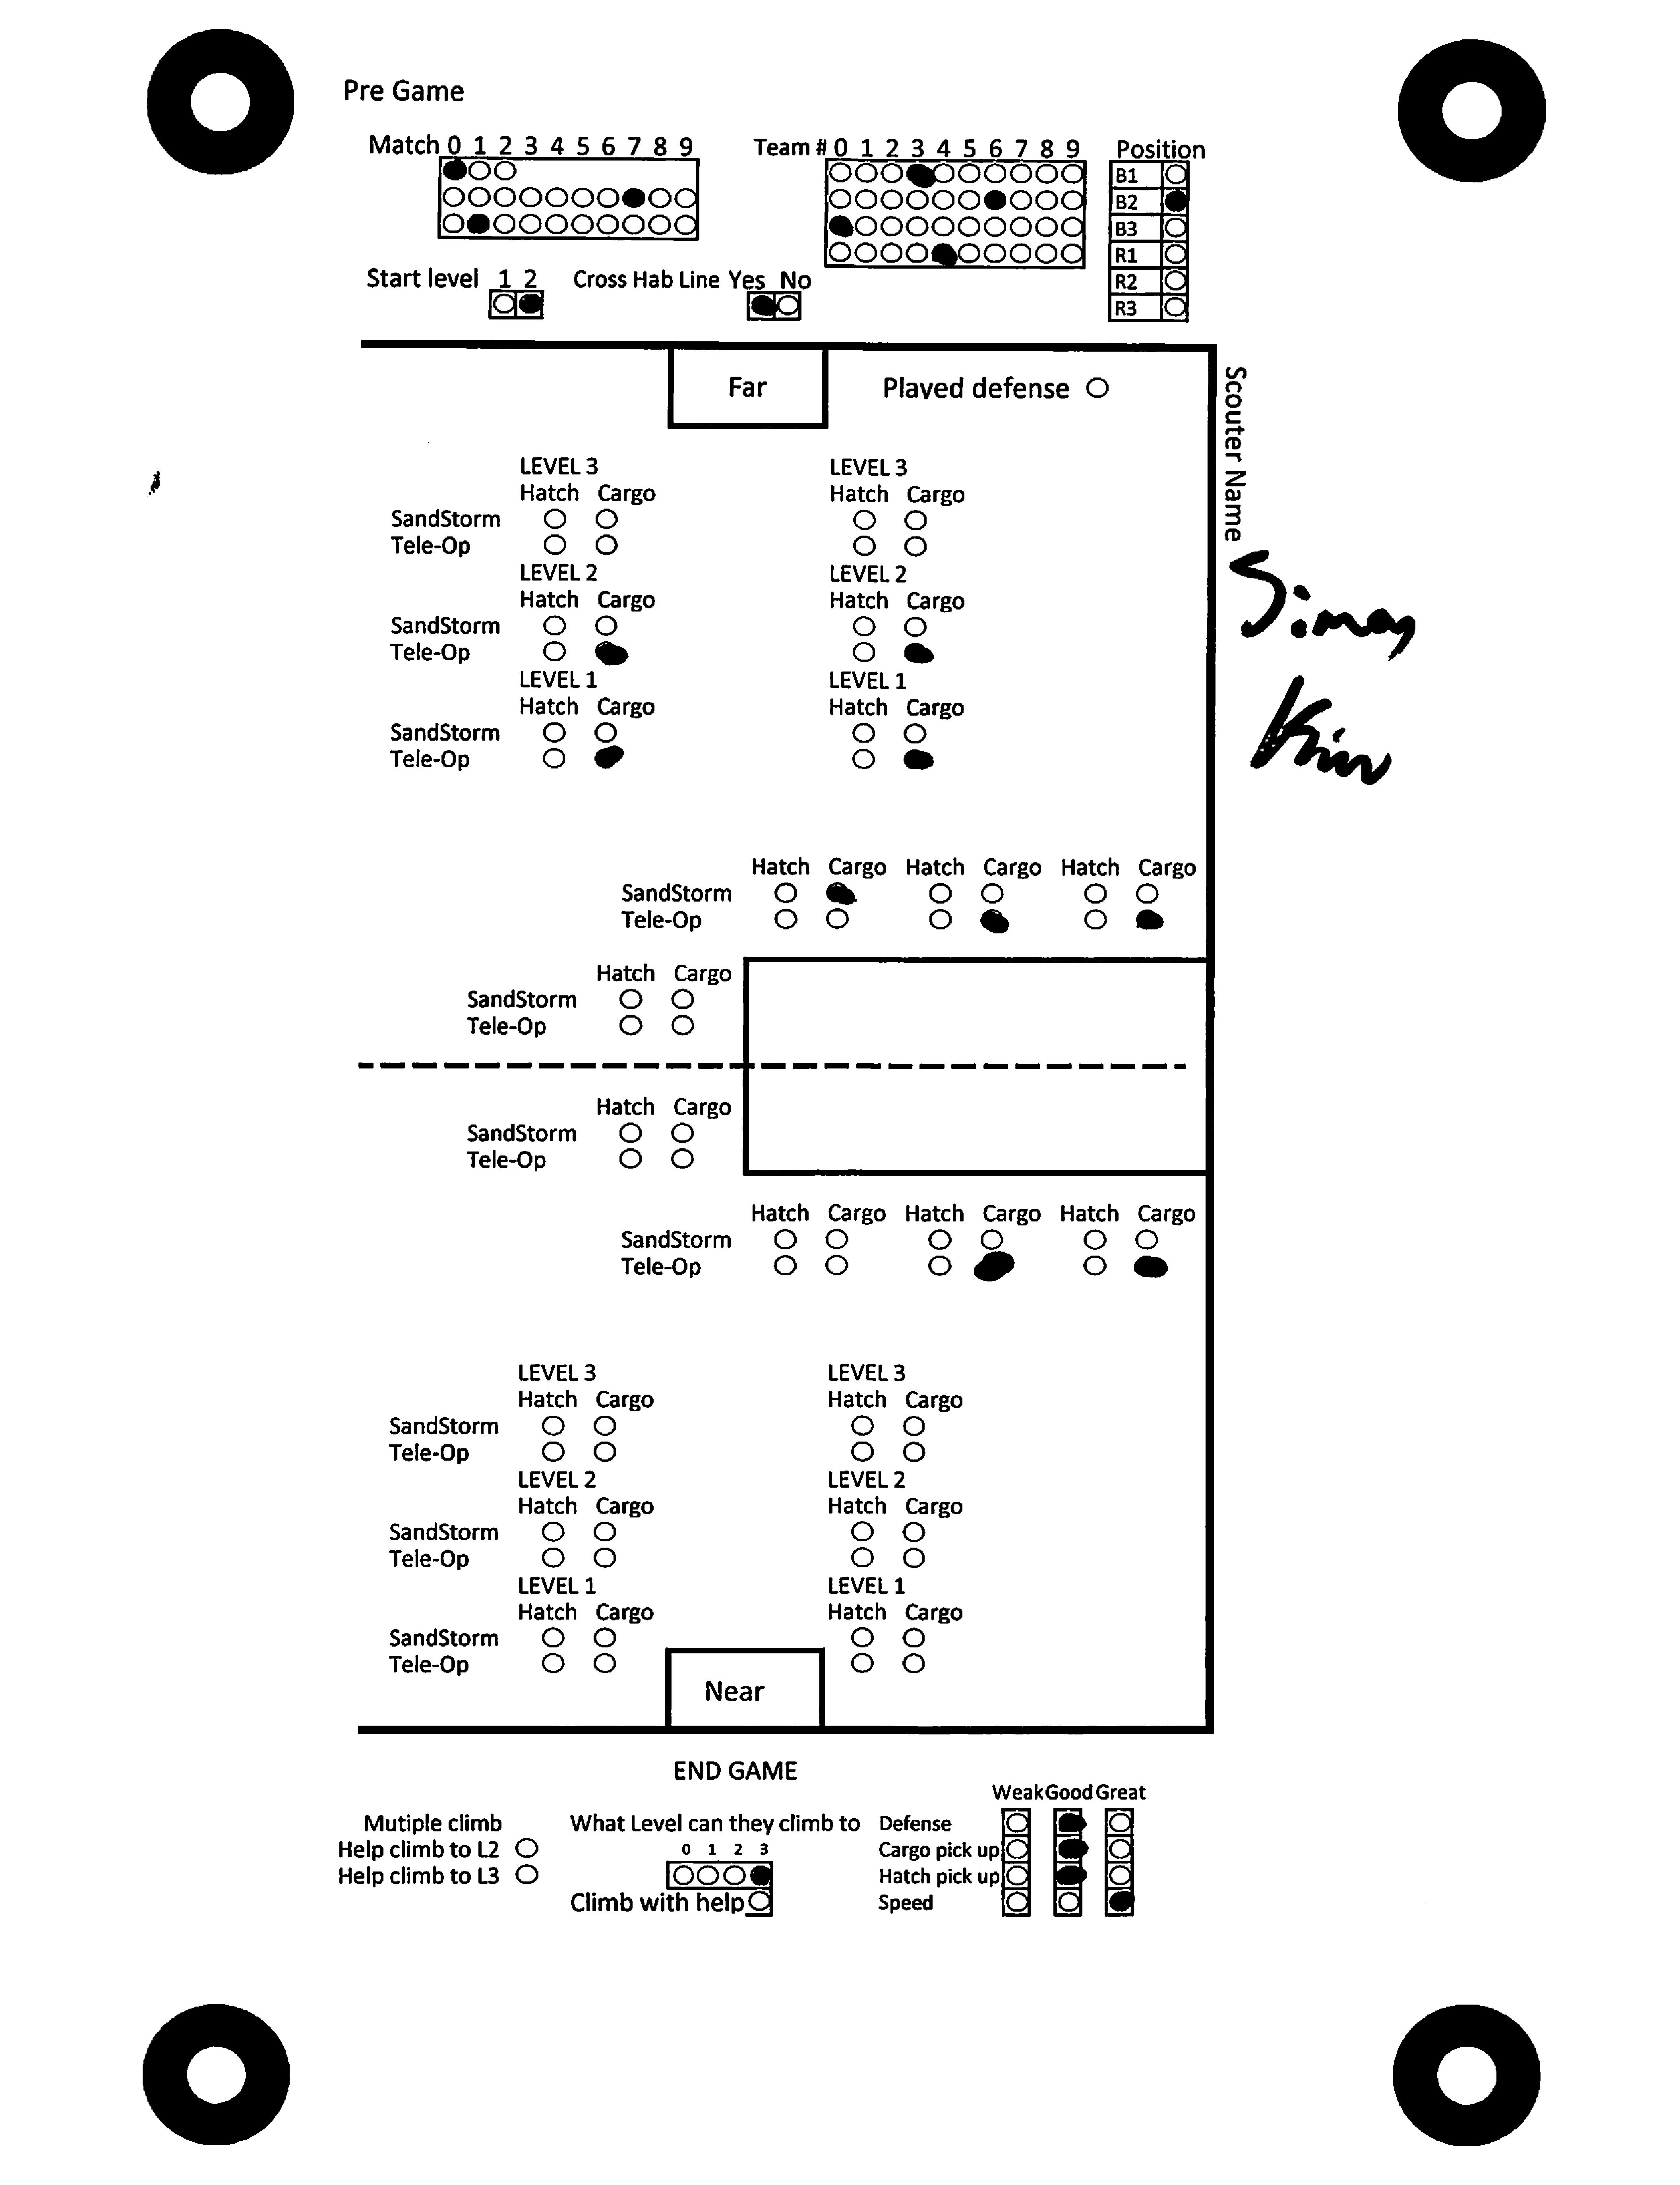 Pre Game
Match 0 1 2 3 4 5 6 7 8 9
Team # 0 1 2 3 4 5 6 7 8 9
Position
B1
B2
B3
R1
R2
R3
Start level 1 2
Cross Hab Line Yes No
Far
Played defense
Scouter Name
Simon
Kim
LEVEL 3 LEVEL 3
Hatch Cargo Hatch Cargo
SandStorm
Tele-Op
LEVEL 2 LEVEL 2
Hatch Cargo Hatch Cargo
SandStorm
Tele-Op
LEVEL 1 LEVEL 1
Hatch Cargo Hatch Cargo
SandStorm
Tele-Op
Hatch Cargo Hatch Cargo Hatch Cargo
SandStorm
Tele-Op
Hatch Cargo
SandStorm
Tele-Op
Hatch Cargo
SandStorm
Tele-Op
Hatch Cargo Hatch Cargo Hatch Cargo
SandStorm
Tele-Op
LEVEL 3 LEVEL 3
Hatch Cargo Hatch Cargo
SandStorm
Tele-Op
LEVEL 2 LEVEL 2
Hatch Cargo Hatch Cargo
SandStorm
Tele-Op
LEVEL 1 LEVEL 1
Hatch Cargo Hatch Cargo
SandStorm
Tele-Op
Near
END GAME
Mutiple climb
Help climb to L2
Help climb to L3
What Level can they climb to
0 1 2 3
Climb with help
Weak Good Great
Defense
Cargo pick up
Hatch pick up
Speed